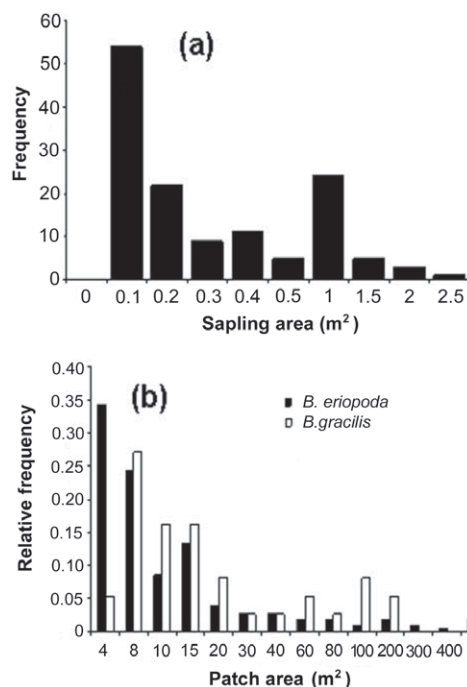 (a)
Frequency
60
50
40
30
20
10
0
0 0.1 0.2 0.3 0.4 0.5 1 1.5 2 2.5
Sapling area (m²)
(b)
B. eriopoda
B.gracilis
Relative frequency
0.40
0.35
0.30
0.25
0.20
0.15
0.10
0.05
0
4 8 10 15 20 30 40 60 80 100 200 300 400
Patch area (m²)